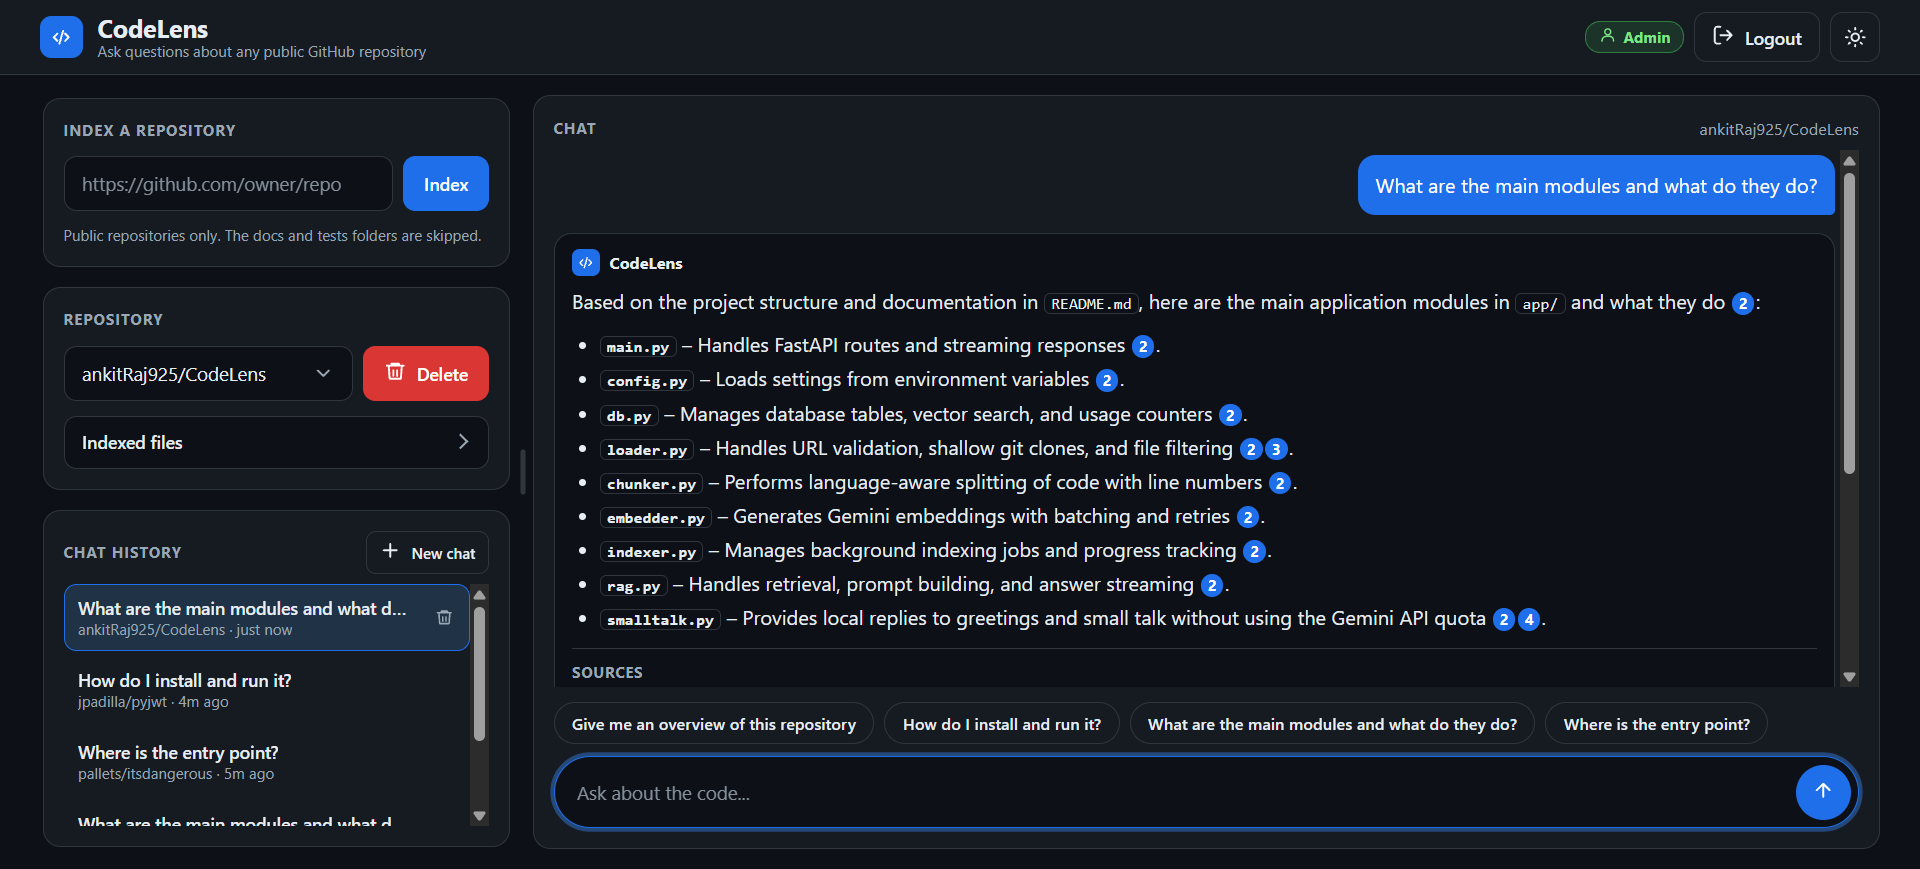 CodeLens
Ask questions about any public GitHub repository
Admin
Logout
INDEX A REPOSITORY
https://github.com/owner/repo
Index
Public repositories only. The docs and tests folders are skipped.
REPOSITORY
ankitRaj925/CodeLens
Delete
Indexed files
CHAT HISTORY
New chat
What are the main modules and what d...
ankitRaj925/CodeLens · just now
How do I install and run it?
jpadilla/pyjwt · 4m ago
Where is the entry point?
pallets/itsdangerous · 5m ago
What are the main modules and what d
CHAT
ankitRaj925/CodeLens
What are the main modules and what do they do?
CodeLens
Based on the project structure and documentation in README.md, here are the main application modules in app/ and what they do 2:
• main.py – Handles FastAPI routes and streaming responses 2.
• config.py – Loads settings from environment variables 2.
• db.py – Manages database tables, vector search, and usage counters 2.
• loader.py – Handles URL validation, shallow git clones, and file filtering 2 3.
• chunker.py – Performs language-aware splitting of code with line numbers 2.
• embedder.py – Generates Gemini embeddings with batching and retries 2.
• indexer.py – Manages background indexing jobs and progress tracking 2.
• rag.py – Handles retrieval, prompt building, and answer streaming 2.
• smalltalk.py – Provides local replies to greetings and small talk without using the Gemini API quota 2 4.
SOURCES
Give me an overview of this repository
How do I install and run it?
What are the main modules and what do they do?
Where is the entry point?
Ask about the code...